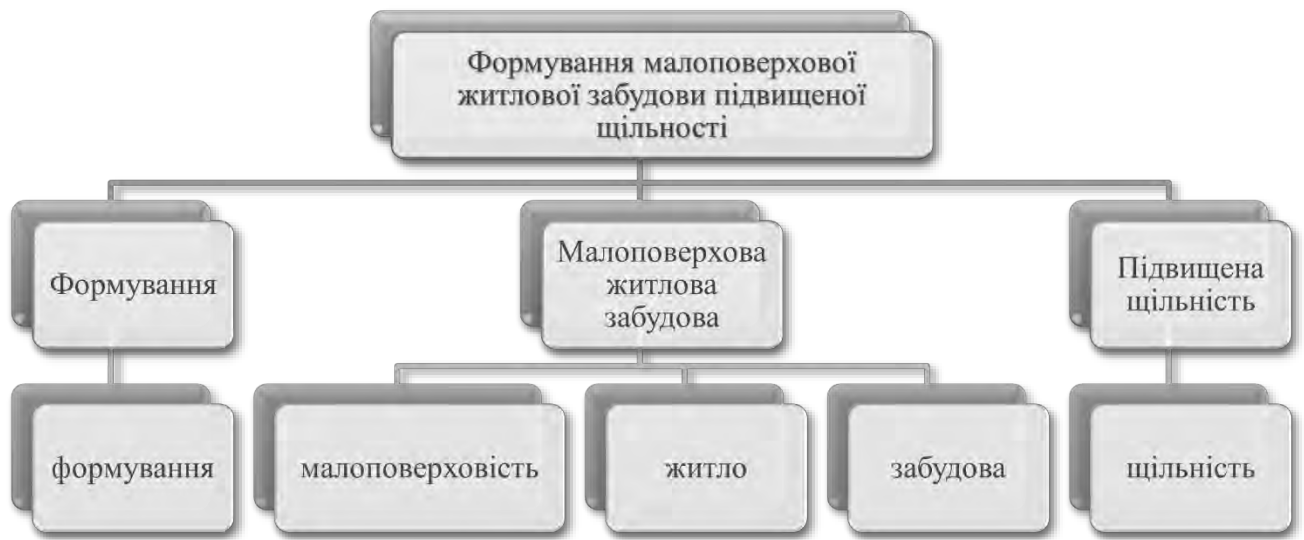 Формування малоповерхової
житлової забудови підвищеної
щільності
Формування
Малоповерхова
житлова
забудова
Підвищена
щільність
формування
малоповерховість
житло
забудова
щільність